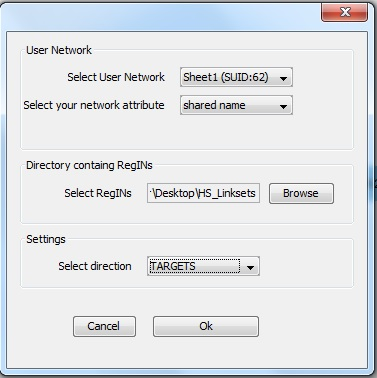 User Network
Select User Network Sheet1 (SUID:62)
Select your network attribute shared name
Directory containg RegINs
Select RegINs :\Desktop\HS_Linksets Browse
Settings
Select direction TARGETS
Cancel Ok